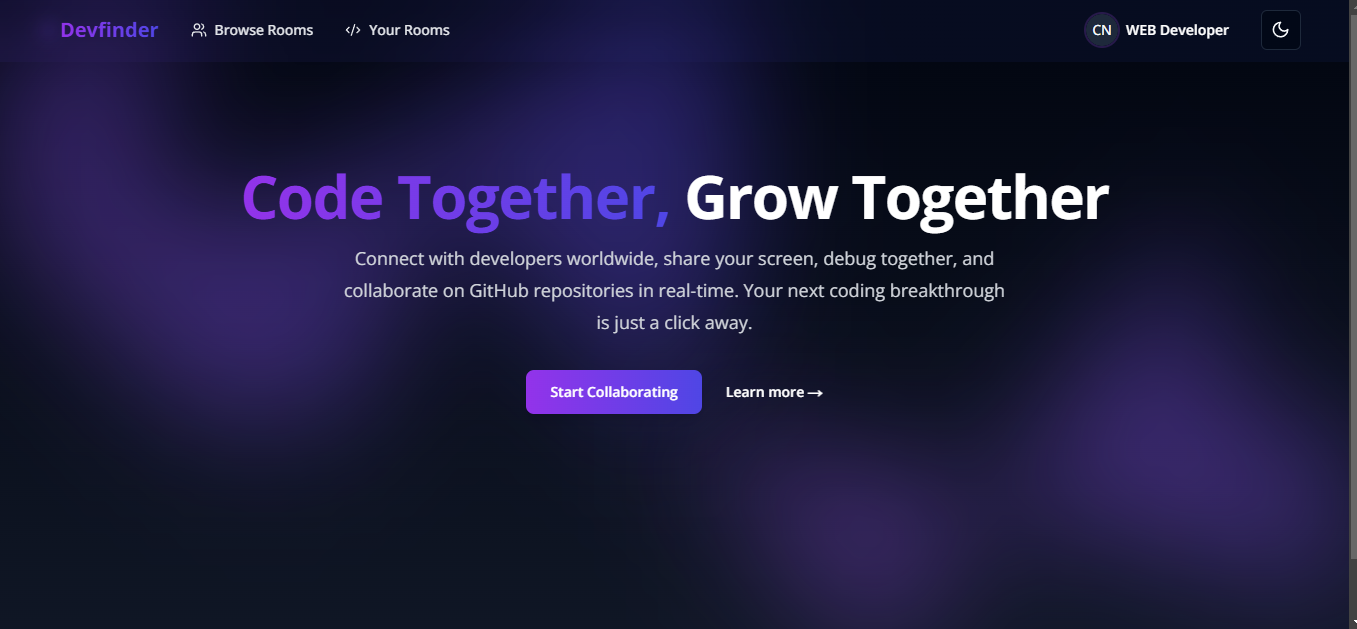 Devfinder
Browse Rooms
Your Rooms
CN
WEB Developer
Code Together, Grow Together
Connect with developers worldwide, share your screen, debug together, and
collaborate on GitHub repositories in real-time. Your next coding breakthrough
is just a click away.
Start Collaborating
Learn more →